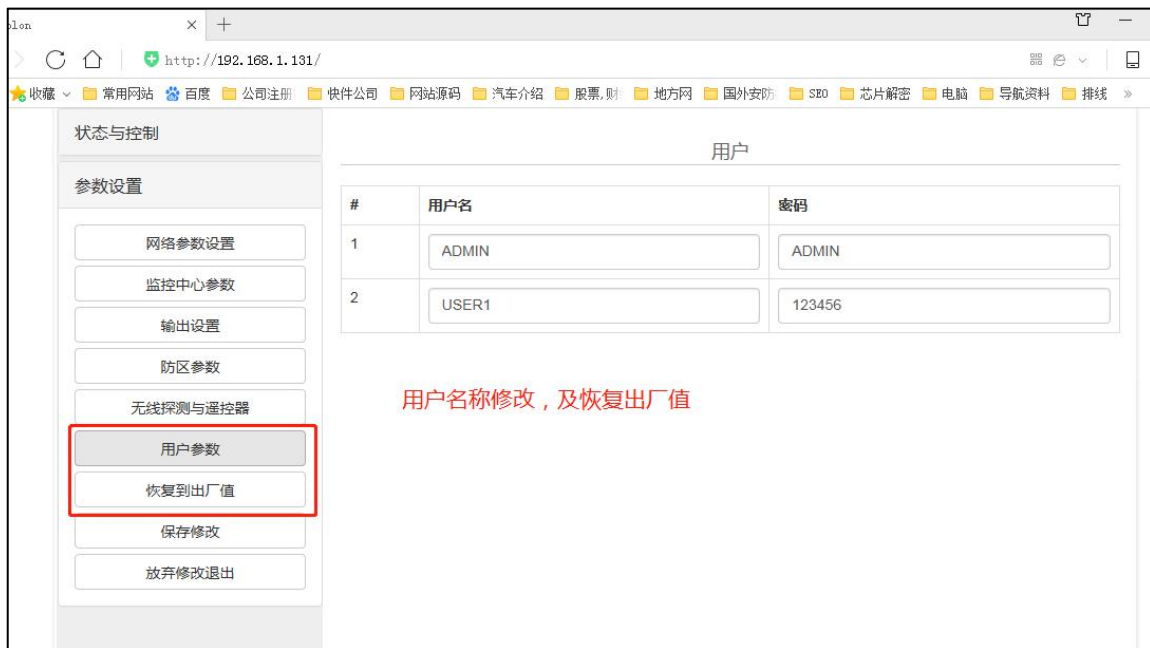 olon
http://192.168.1.131/
收藏 常用网站 百度 公司注册 快件公司 网站源码 汽车介绍 股票,财 地方网 国外安防 SEO 芯片解密 电脑 导航资料 排线 »
状态与控制
参数设置
网络参数设置
监控中心参数
输出设置
防区参数
无线探测与遥控器
用户参数
恢复到出厂值
保存修改
放弃修改退出
用户
# 用户名 密码
1 ADMIN ADMIN
2 USER1 123456
用户名称修改，及恢复出厂值